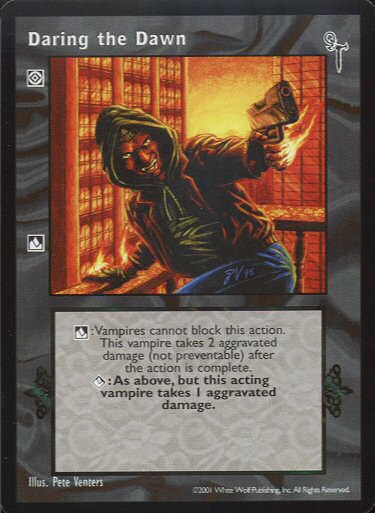 Daring the Dawn
PV 98
:Vampires cannot block this action.
This vampire takes 2 aggravated
damage (not preventable) after
the action is complete.
:As above, but this acting
vampire takes 1 aggravated
damage.
Illus. Pete Venters
©2001 White Wolf Publishing, Inc. All Rights Reserved.